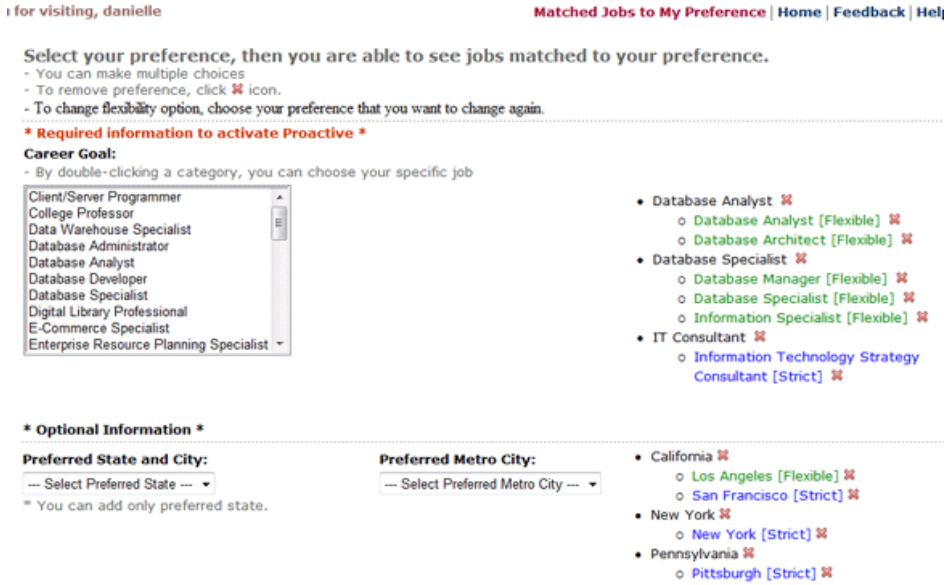 for visiting, danielle
Matched Jobs to My Preference | Home | Feedback | Help
Select your preference, then you are able to see jobs matched to your preference.
- You can make multiple choices
- To remove preference, click icon.
- To change flexibility option, choose your preference that you want to change again.
* Required information to activate Proactive *
Career Goal:
- By double-clicking a category, you can choose your specific job
Client/Server Programmer
College Professor
Data Warehouse Specialist
Database Administrator
Database Analyst
Database Developer
Database Specialist
Digital Library Professional
E-Commerce Specialist
Enterprise Resource Planning Specialist
• Database Analyst
o Database Analyst [Flexible]
o Database Architect [Flexible]
• Database Specialist
o Database Manager [Flexible]
o Database Specialist [Flexible]
o Information Specialist [Flexible]
• IT Consultant
o Information Technology Strategy
Consultant [Strict]
* Optional Information *
Preferred State and City:
--- Select Preferred State ---
* You can add only preferred state.
Preferred Metro City:
--- Select Preferred Metro City ---
• California
o Los Angeles [Flexible]
o San Francisco [Strict]
• New York
o New York [Strict]
• Pennsylvania
o Pittsburgh [Strict]